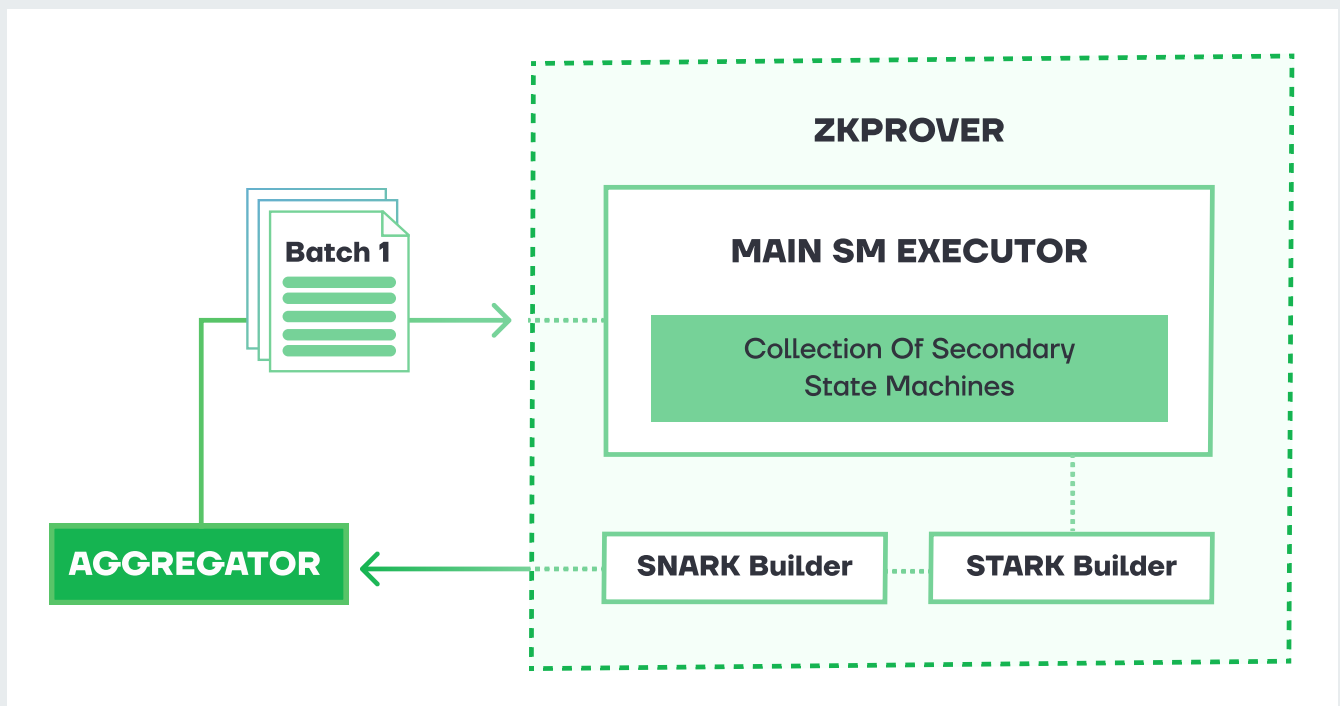 ZKPROVER
Batch 1
MAIN SM EXECUTOR
Collection Of Secondary
State Machines
AGGREGATOR
SNARK Builder
STARK Builder